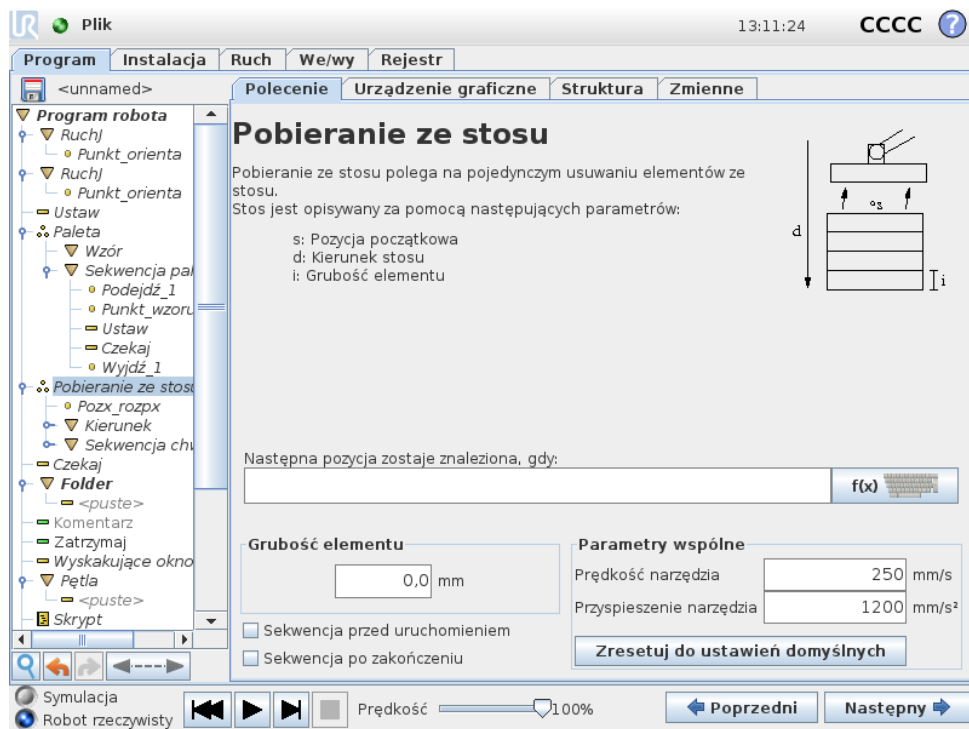 UR Plik 13:11:24 CCCC ?
Program Instalacja Ruch We/wy Rejestr
<unnamed>
Polecenie Urządzenie graficzne Struktura Zmienne
Program robota
RuchJ
Punkt_orienta
RuchJ
Punkt_orienta
Ustaw
Paleta
Wzór
Sekwencja pal
Podejdź_1
Punkt_wzoru
Ustaw
Czekaj
Wyjdź_1
Pobieranie ze stosu
Pozx_rozpx
Kierunek
Sekwencja chw
Czekaj
Folder
<puste>
Komentarz
Zatrzymaj
Wyskakujące okno
Pętla
<puste>
Skrypt
Pobieranie ze stosu
Pobieranie ze stosu polega na pojedynczym usuwaniu elementów ze
stosu.
Stos jest opisywany za pomocą następujących parametrów:
s: Pozycja początkowa
d: Kierunek stosu
i: Grubość elementu
s
d
i
Następna pozycja zostaje znaleziona, gdy:
f(x)
Grubość elementu
0,0 mm
Sekwencja przed uruchomieniem
Sekwencja po zakończeniu
Parametry wspólne
Prędkość narzędzia 250 mm/s
Przyspieszenie narzędzia 1200 mm/s²
Zresetuj do ustawień domyślnych
Symulacja
Robot rzeczywisty
Prędkość 100%
Poprzedni Następny